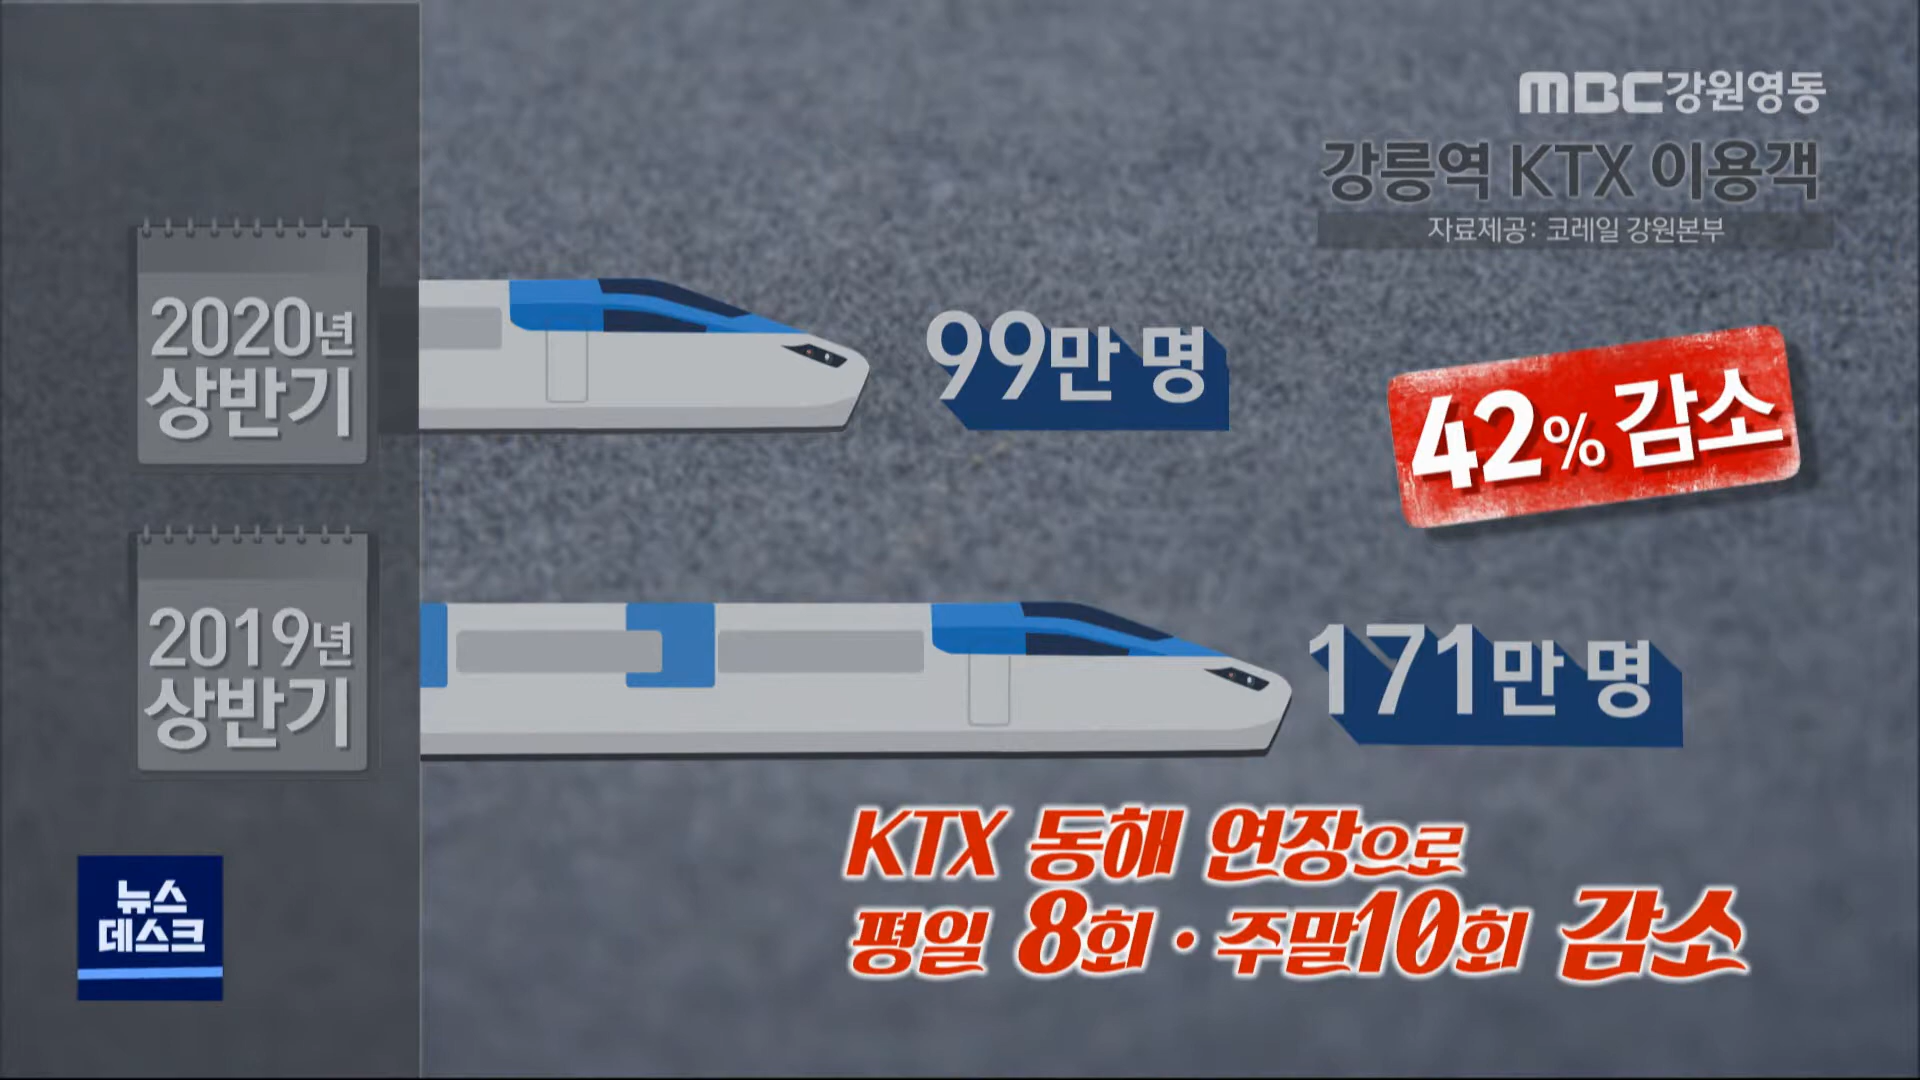 MBC강원영동
강릉역 KTX 이용객
자료제공: 코레일 강원본부
2020년
상반기
99만 명
42% 감소
2019년
상반기
171만 명
KTX 동해 연장으로
평일 8회·주말10회 감소
뉴스
데스크